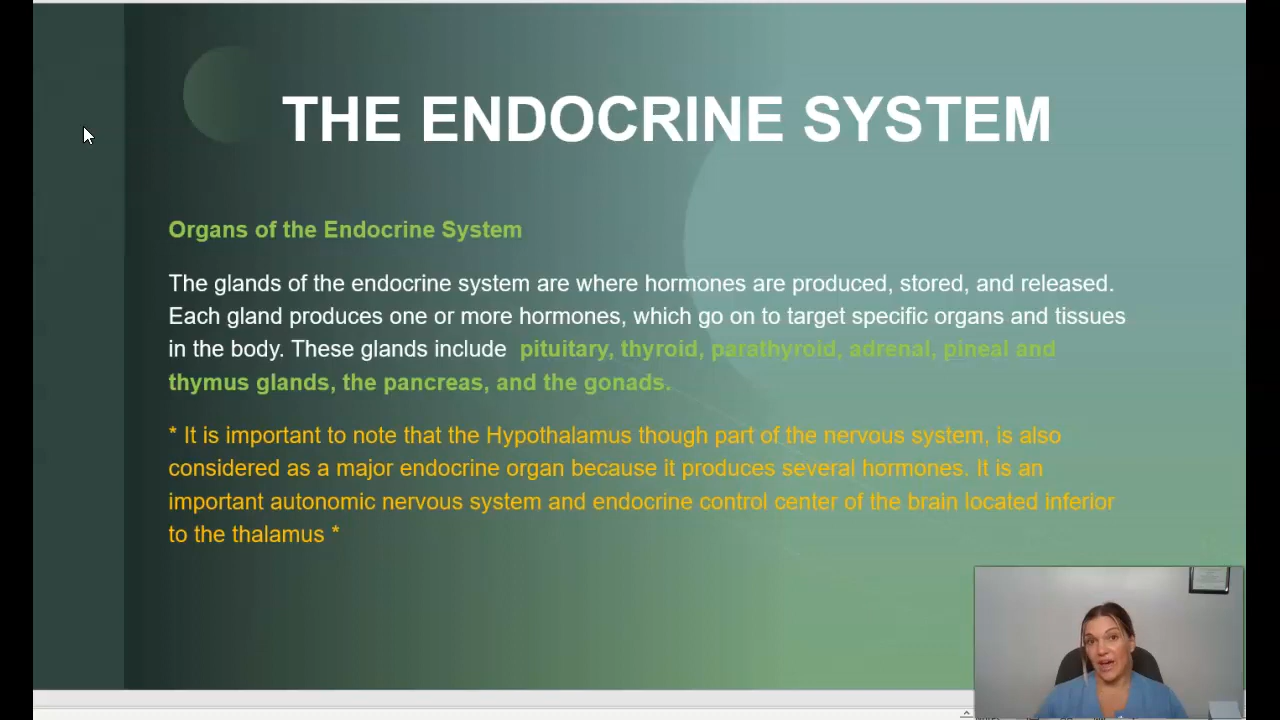 THE ENDOCRINE SYSTEM
Organs of the Endocrine System
The glands of the endocrine system are where hormones are produced, stored, and released.
Each gland produces one or more hormones, which go on to target specific organs and tissues
in the body. These glands include pituitary, thyroid, parathyroid, adrenal, pineal and
thymus glands, the pancreas, and the gonads.
* It is important to note that the Hypothalamus though part of the nervous system, is also
considered as a major endocrine organ because it produces several hormones. It is an
important autonomic nervous system and endocrine control center of the brain located inferior
to the thalamus *